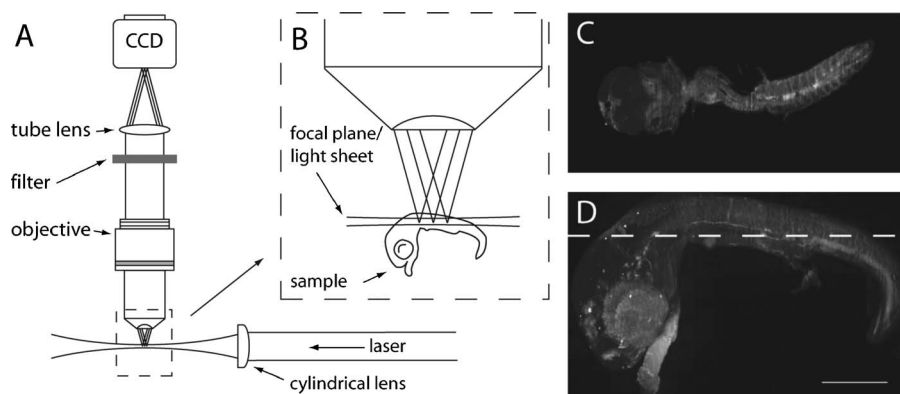 A
CCD
tube lens
filter
objective
laser
cylindrical lens
B
focal plane/
light sheet
sample
C
D